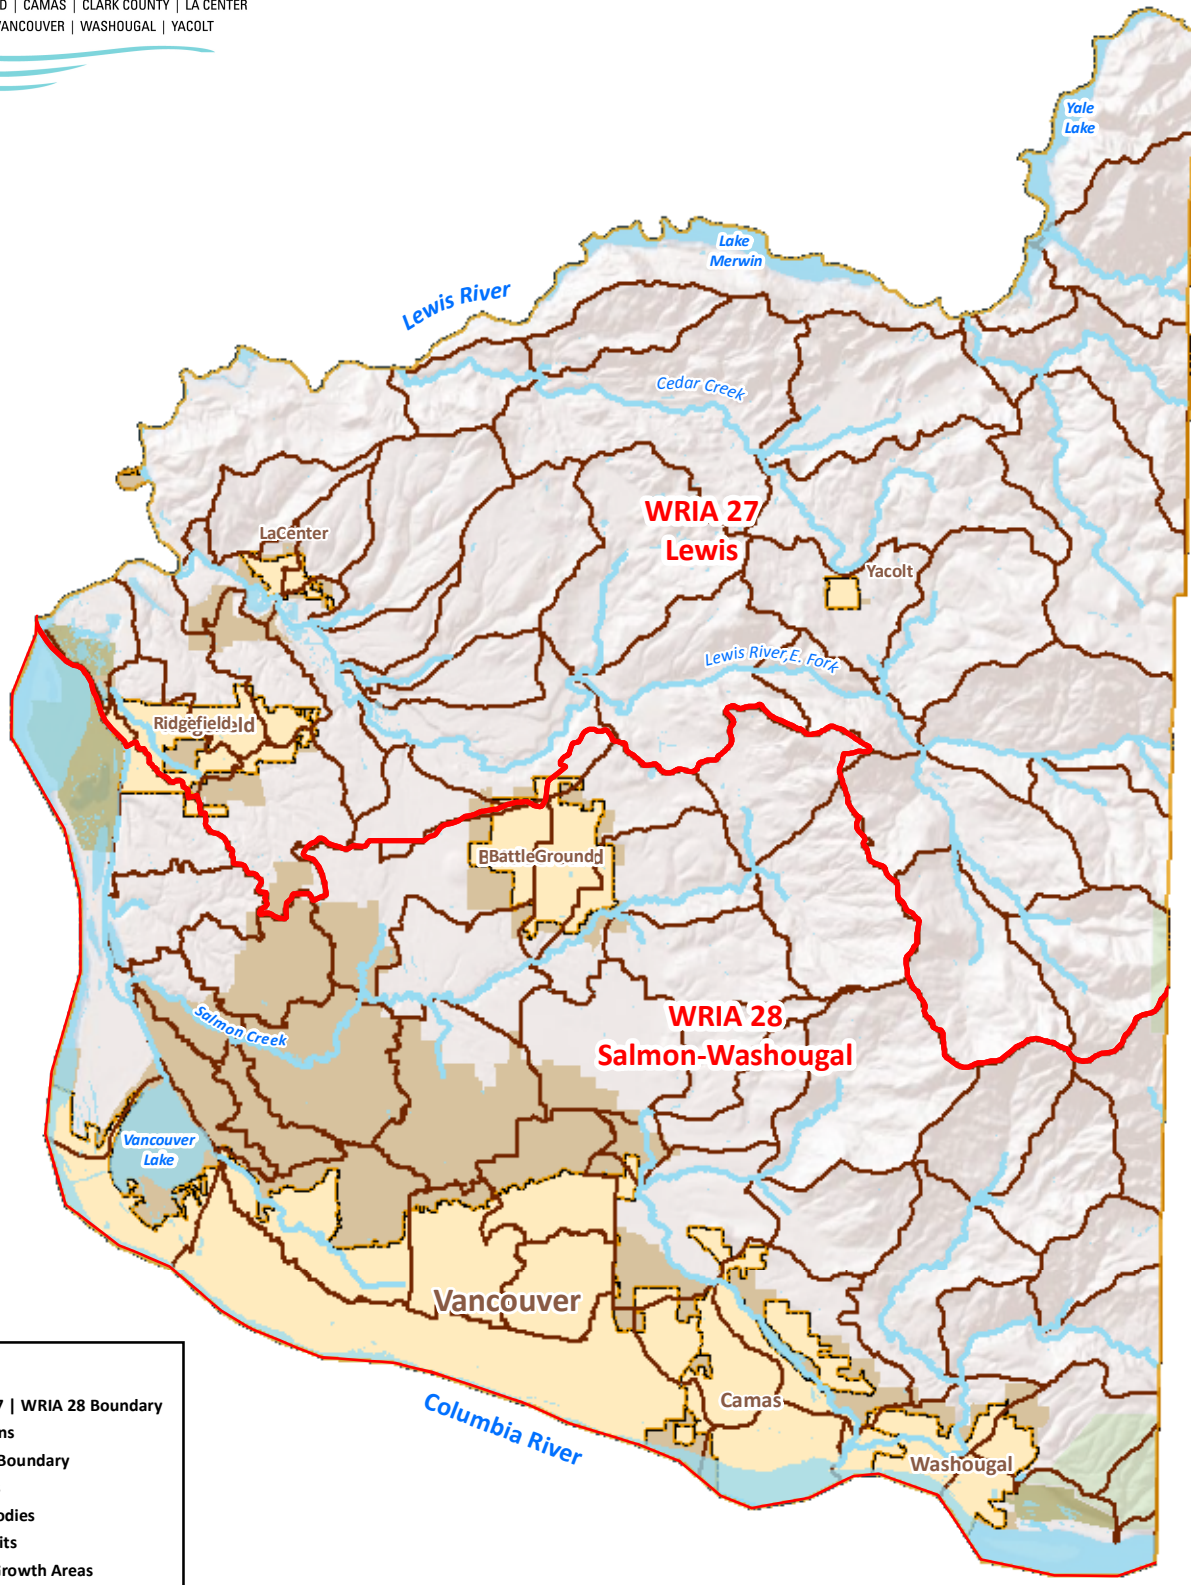 D | CAMAS | CLARK COUNTY | LA CENTER
VANCOUVER | WASHOUGAL | YACOLT
Yale
Lake
Lake
Merwin
Lewis River
Cedar Creek
WRIA 27
Lewis
LaCenter
Yacolt
Lewis River,E. Fork
Ridgefield
BattleGround
WRIA 28
Salmon-Washougal
Salmon Creek
Vancouver
Lake
Vancouver
Camas
Columbia River
Washougal
7 | WRIA 28 Boundary
ns
Boundary
odies
its
Growth Areas